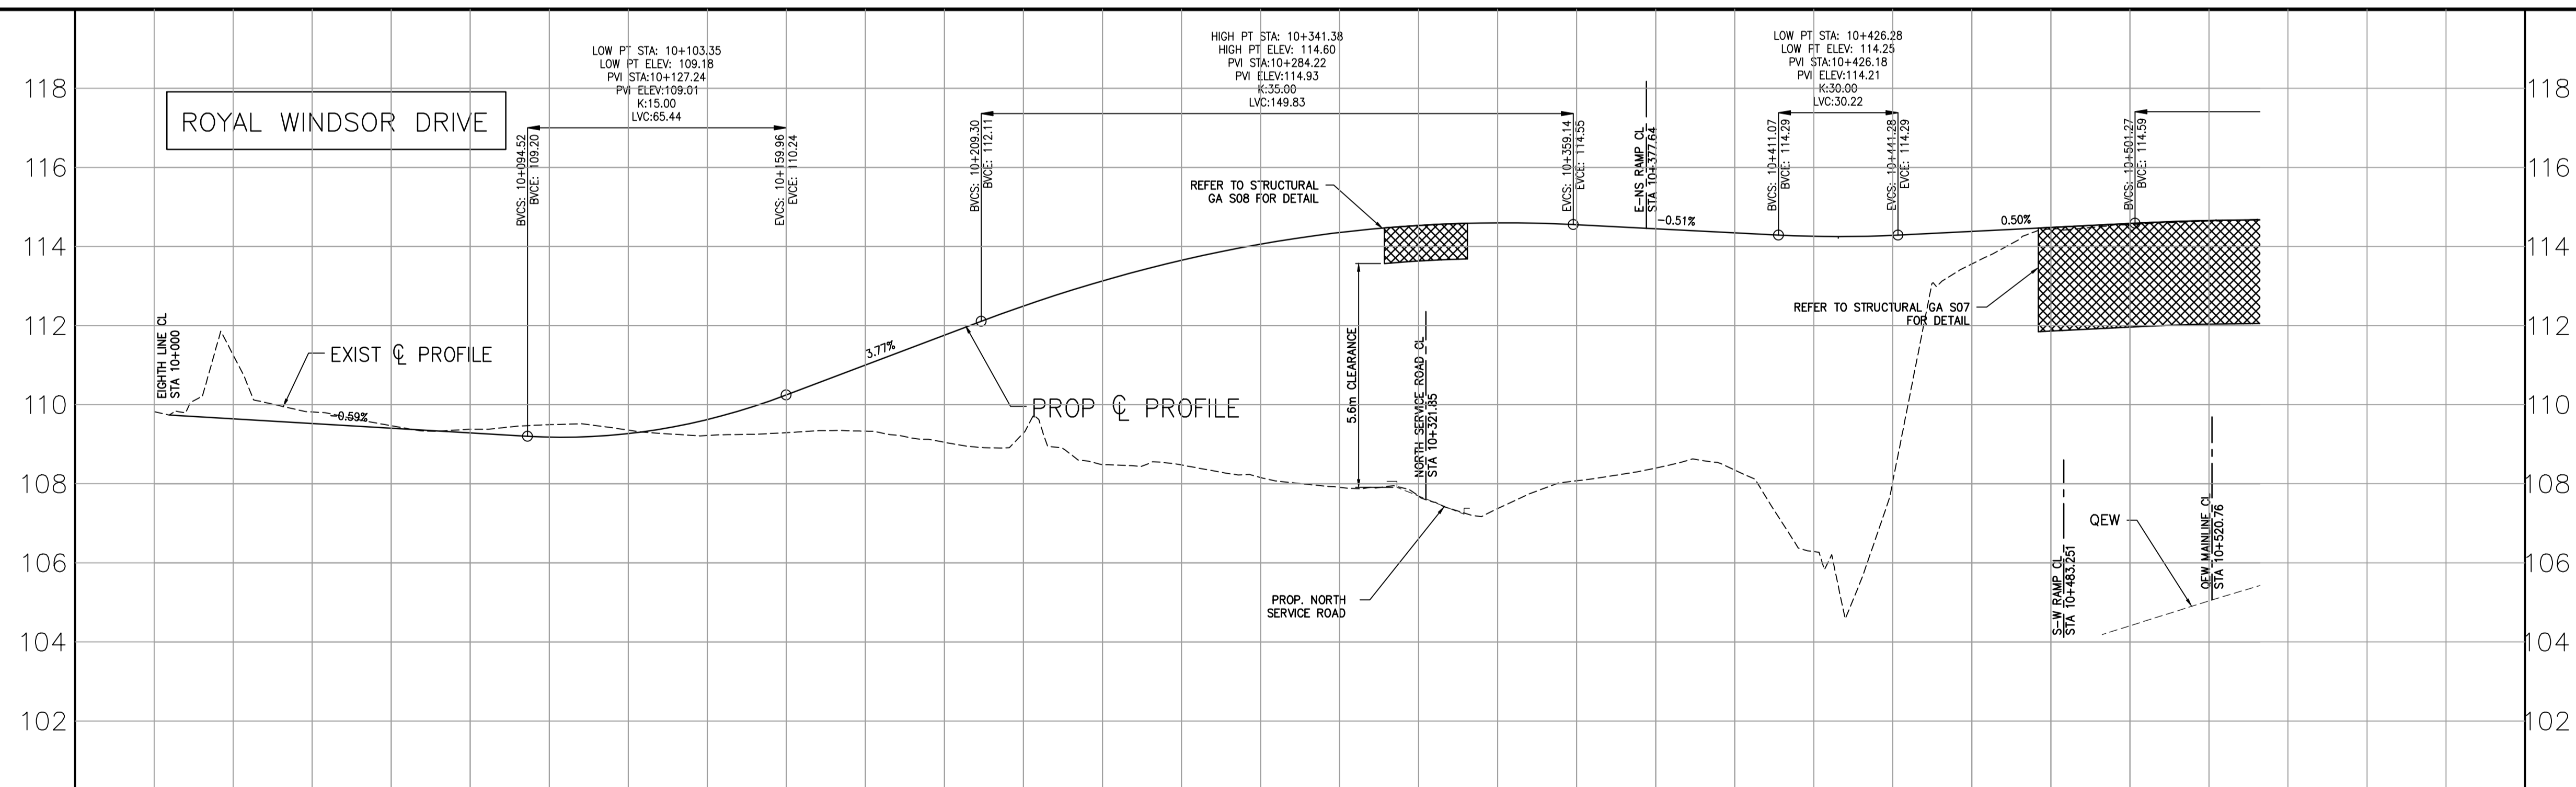 LOW PT STA: 10+103.35
LOW PT ELEV: 109.18
PVI STA:10+127.24
PVI ELEV:109.01
K:15.00
LVC:65.44
HIGH PT STA: 10+341.38
HIGH PT ELEV: 114.60
PVI STA:10+284.22
PVI ELEV:114.93
K:35.00
LVC:149.83
LOW PT STA: 10+426.28
LOW PT ELEV: 114.25
PVI STA:10+426.18
PVI ELEV:114.21
K:30.00
LVC:30.22
118
116
114
112
110
108
106
104
102
ROYAL WINDSOR DRIVE
EIGHTH LINE CL
STA 10+000
EXIST ℄ PROFILE
-0.59%
BVCS: 10+094.52
BVCE: 109.20
EVCS: 10+159.96
EVCE: 110.24
3.77%
BVCS: 10+209.30
BVCE: 112.11
PROP ℄ PROFILE
REFER TO STRUCTURAL
GA S08 FOR DETAIL
5.6m CLEARANCE
NORTH SERVICE ROAD CL
STA 10+321.85
PROP. NORTH
SERVICE ROAD
EVCS: 10+359.14
EVCE: 114.55
E-NS RAMP CL
STA 10+377.64
-0.51%
BVCS: 10+411.07
BVCE: 114.29
EVCS: 10+441.28
EVCE: 114.29
0.50%
REFER TO STRUCTURAL GA S07
FOR DETAIL
BVCS: 10+501.27
BVCE: 114.59
S-W RAMP CL
STA 10+483.251
QEW
QEW MAINLINE CL
STA 10+520.76
118
116
114
112
110
108
106
104
102